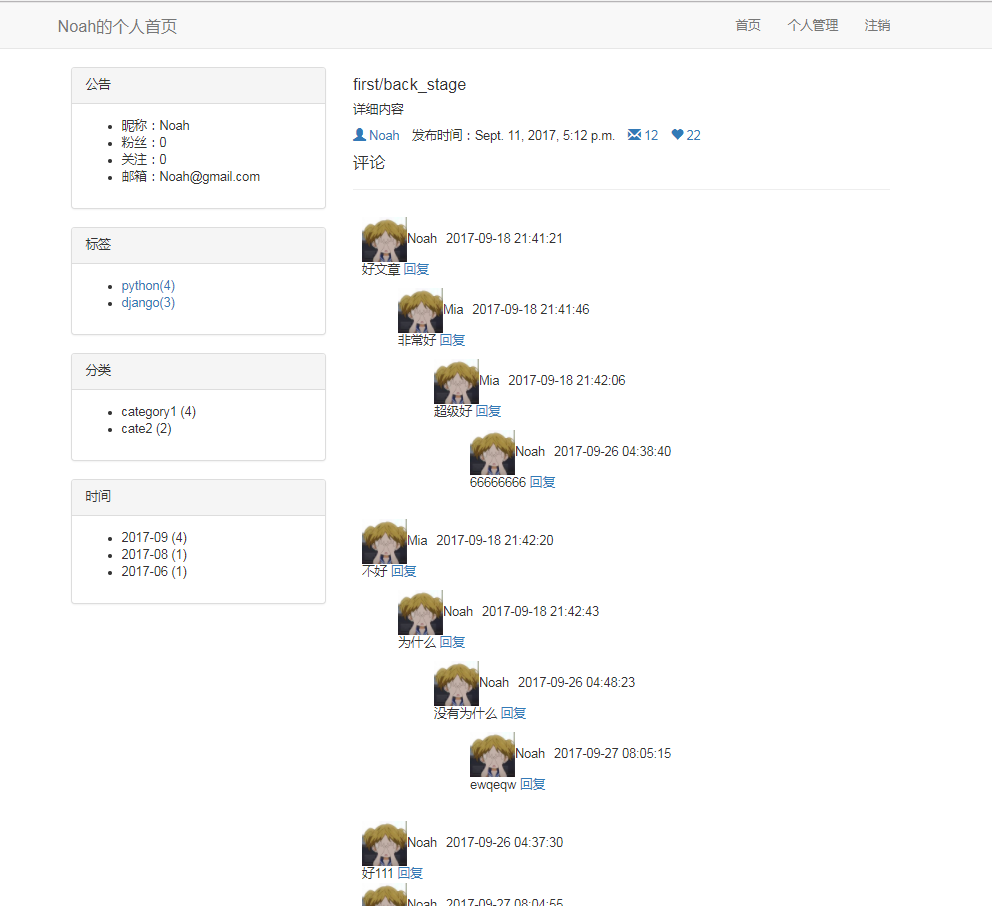 Noah的个人首页 首页 个人管理 注销
公告
昵称：Noah
粉丝：0
关注：0
邮箱：Noah@gmail.com
标签
python(4)
django(3)
分类
category1 (4)
cate2 (2)
时间
2017-09 (4)
2017-08 (1)
2017-06 (1)
first/back_stage
详细内容
Noah 发布时间：Sept. 11, 2017, 5:12 p.m. 12 22
评论
Noah 2017-09-18 21:41:21
好文章 回复
Mia 2017-09-18 21:41:46
非常好 回复
Mia 2017-09-18 21:42:06
超级好 回复
Noah 2017-09-26 04:38:40
66666666 回复
Mia 2017-09-18 21:42:20
不好 回复
Noah 2017-09-18 21:42:43
为什么 回复
Noah 2017-09-26 04:48:23
没有为什么 回复
Noah 2017-09-27 08:05:15
ewqeqw 回复
Noah 2017-09-26 04:37:30
好111 回复
Noah 2017-09-27 08:04:55